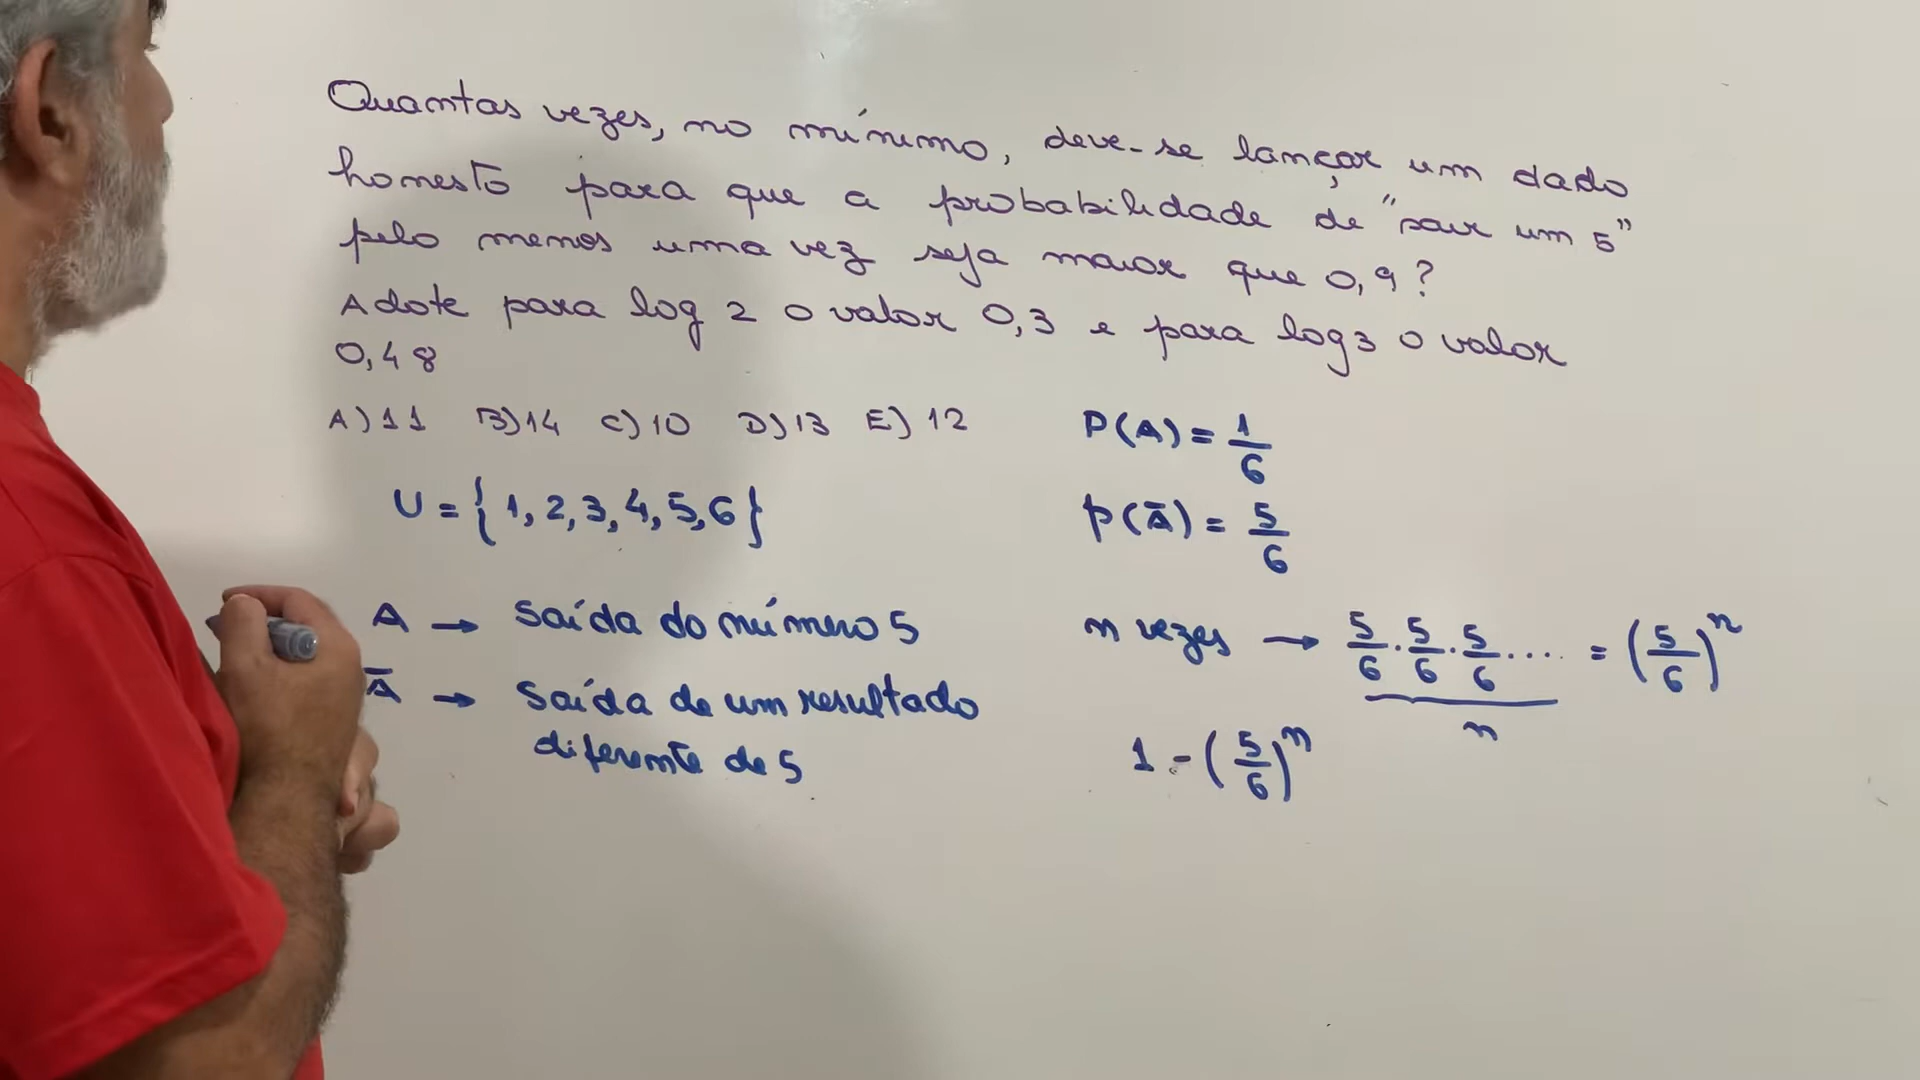 Quantas vezes, no mínimo, deve-se lançar um dado
honesto para que a probabilidade de "sair um 5"
pelo menos uma vez seja maior que 0,9?
Adote para log 2 o valor 0,3 e para log 3 o valor
0,48
A) 11 B) 14 C) 10 D) 13 E) 12
P(A) = 1/6
U = {1, 2, 3, 4, 5, 6}
p(Ā) = 5/6
A → Saída do número 5
n vezes → 5/6 · 5/6 · 5/6 .... = (5/6)^n
n
Ā → Saída de um resultado
diferente de 5
1 - (5/6)^n